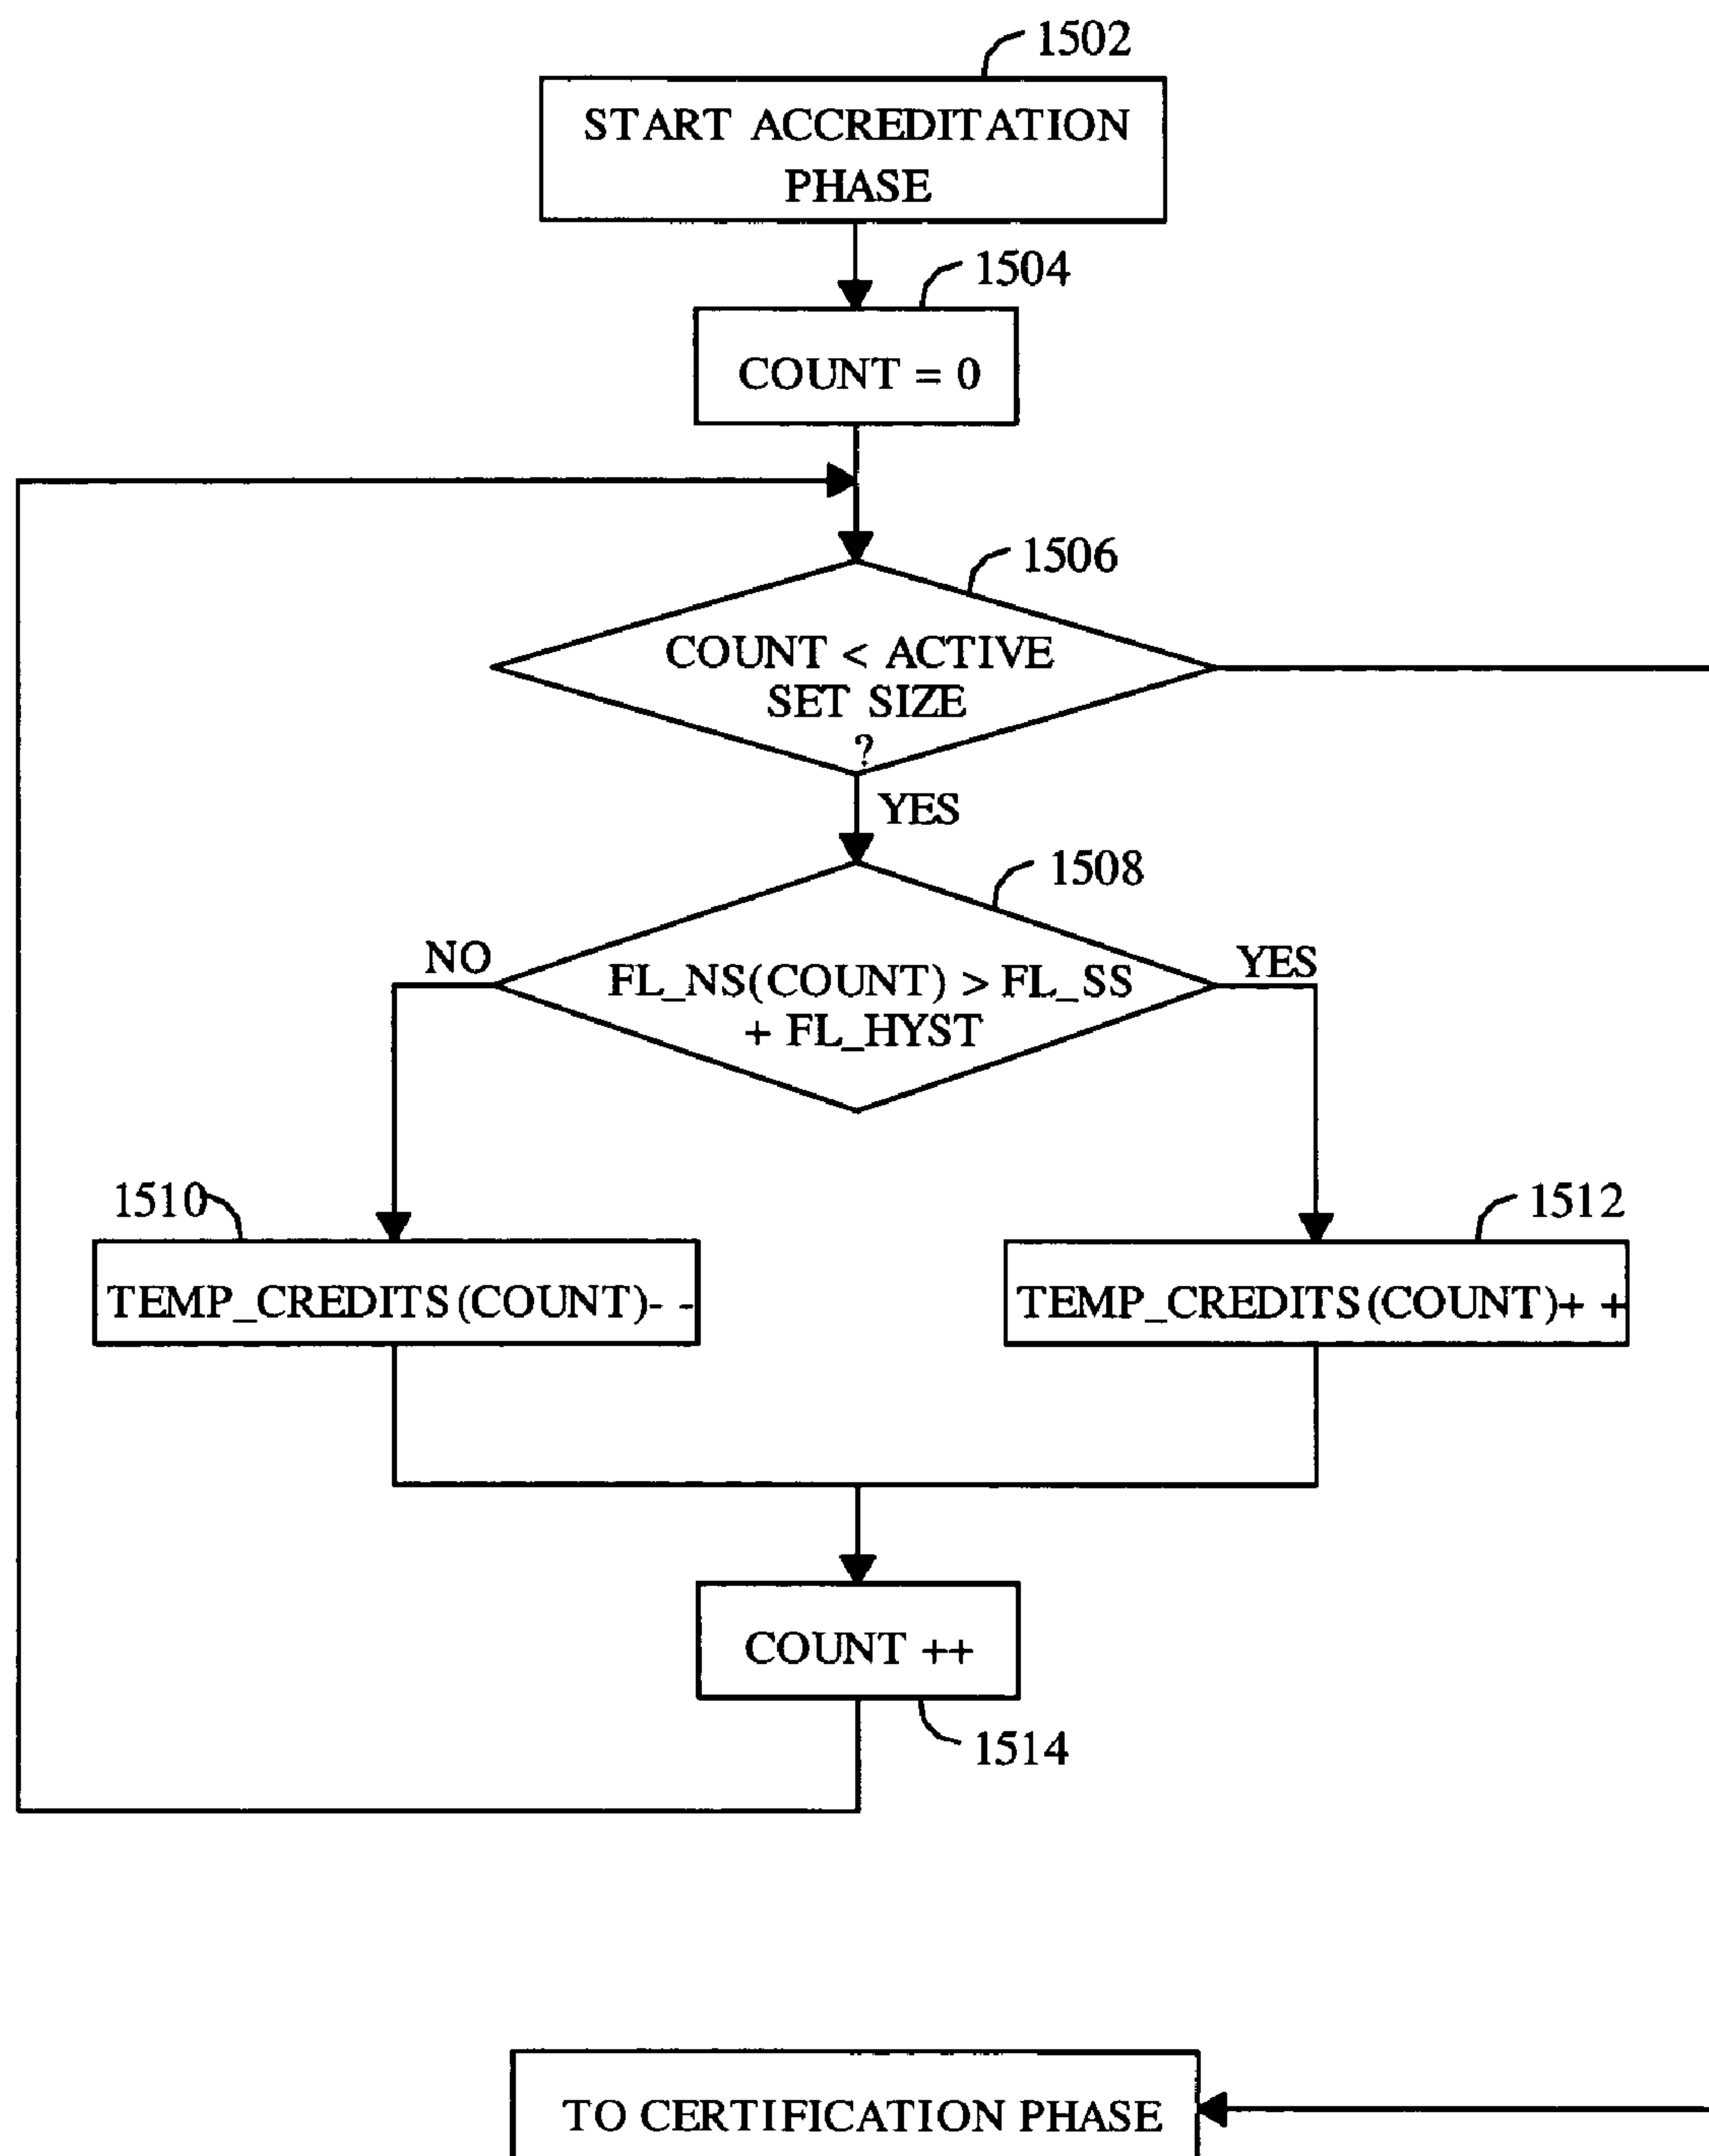 1502
START ACCREDITATION
PHASE
1504
COUNT = 0
1506
COUNT < ACTIVE
SET SIZE
?
YES
1508
NO
FL_NS(COUNT) > FL_SS
+ FL_HYST
YES
1510
TEMP_CREDITS(COUNT)- -
1512
TEMP_CREDITS(COUNT)+ +
COUNT ++
1514
TO CERTIFICATION PHASE